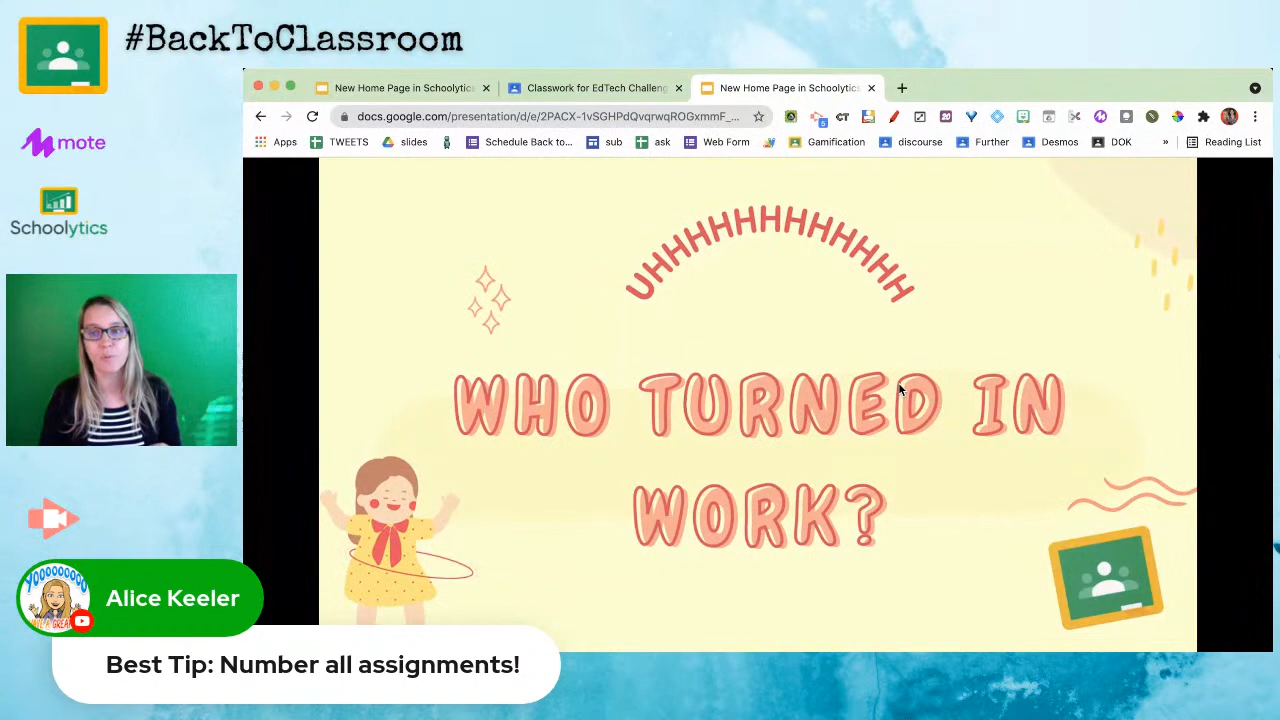 #BackToClassroom
mote
Schoolytics
New Home Page in Schoolytics
Classwork for EdTech Challeng
New Home Page in Schoolytics
docs.google.com/presentation/d/e/2PACX-1vSGHPdQvqrwqROGxmmF_...
Apps TWEETS slides Schedule Back to... sub ask Web Form Gamification discourse Further Desmos DOK » Reading List
UHHHHHHHHHHHHH
WHO TURNED IN
WORK?
YOOOOOOOO
Alice Keeler
Best Tip: Number all assignments!